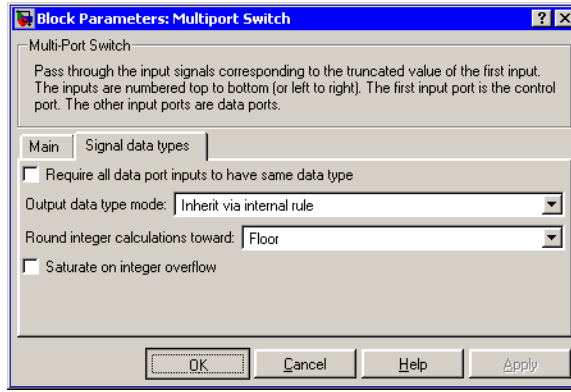 Block Parameters: Multiport Switch
Multi-Port Switch
Pass through the input signals corresponding to the truncated value of the first input.
The inputs are numbered top to bottom (or left to right). The first input port is the control
port. The other input ports are data ports.
Main Signal data types
Require all data port inputs to have same data type
Output data type mode: Inherit via internal rule
Round integer calculations toward: Floor
Saturate on integer overflow
OK Cancel Help Apply